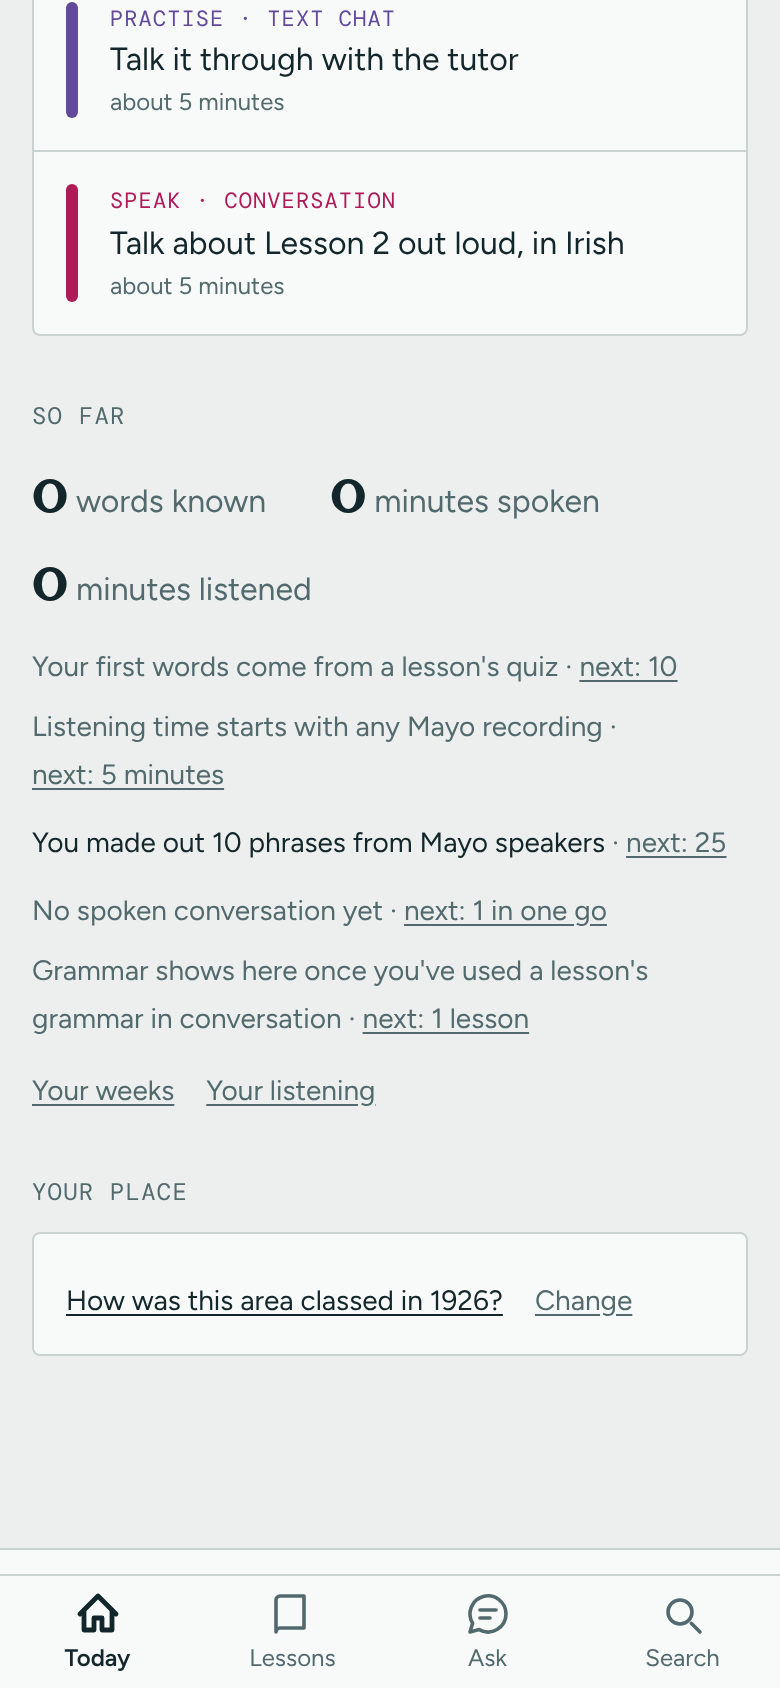 PRACTISE · TEXT CHAT
Talk it through with the tutor
about 5 minutes
SPEAK · CONVERSATION
Talk about Lesson 2 out loud, in Irish
about 5 minutes
SO FAR
0 words known 0 minutes spoken
0 minutes listened
Your first words come from a lesson's quiz · next: 10
Listening time starts with any Mayo recording ·
next: 5 minutes
You made out 10 phrases from Mayo speakers · next: 25
No spoken conversation yet · next: 1 in one go
Grammar shows here once you've used a lesson's
grammar in conversation · next: 1 lesson
Your weeks Your listening
YOUR PLACE
How was this area classed in 1926? Change
Today Lessons Ask Search